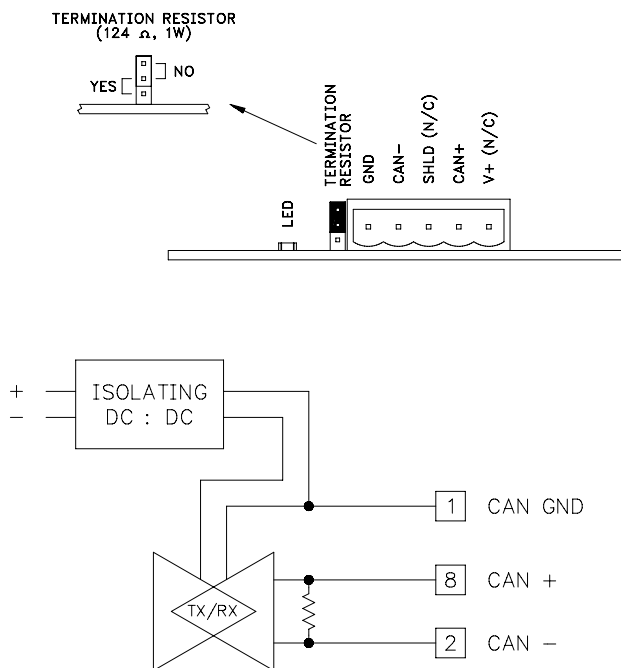 TERMINATION RESISTOR
(124 Ω, 1W)
NO
YES
TERMINATION
RESISTOR
GND
CAN-
SHLD (N/C)
CAN+
V+ (N/C)
LED
+
-
ISOLATING
DC : DC
1 CAN GND
8 CAN +
TX/RX
2 CAN -